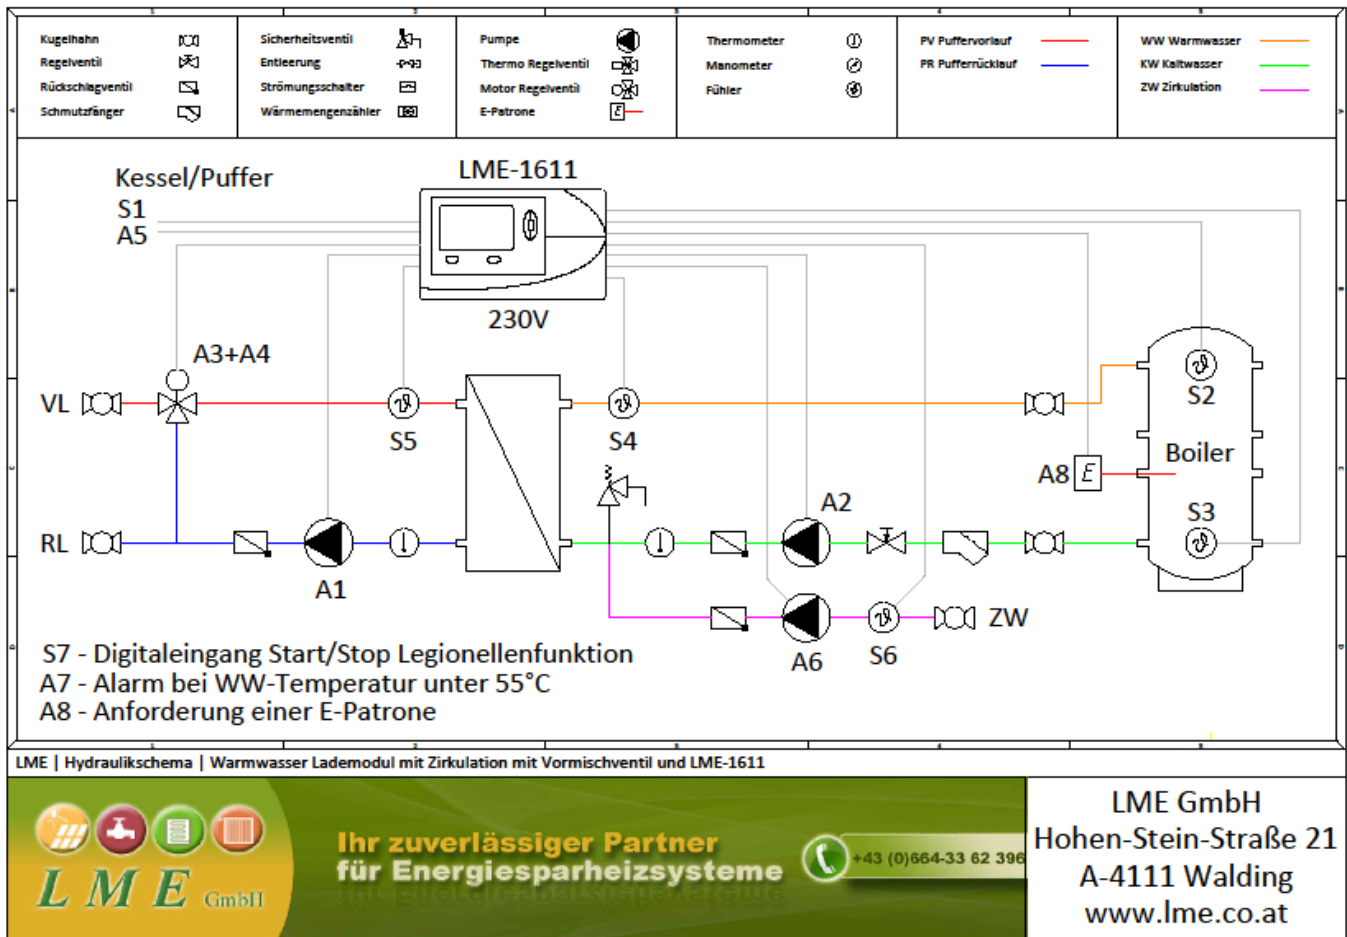 Kugelhahn
Regelventil
Rückschlagventil
Schmutzfänger
Sicherheitsventil
Entleerung
Strömungsschalter
Wärmemengenzähler
Pumpe
Thermo Regelventil
Motor Regelventil
E-Patrone
E
Thermometer
Manometer
Fühler
PV Puffervorlauf
PR Pufferrücklauf
WW Warmwasser
KW Kaltwasser
ZW Zirkulation
Kessel/Puffer
S1
A5
LME-1611
230V
A3+A4
VL
S5
S4
S2
Boiler
A8
E
S3
RL
A1
A2
ZW
A6
S6
S7 - Digitaleingang Start/Stop Legionellenfunktion
A7 - Alarm bei WW-Temperatur unter 55°C
A8 - Anforderung einer E-Patrone
LME | Hydraulikschema | Warmwasser Lademodul mit Zirkulation mit Vormischventil und LME-1611
LME GmbH
Ihr zuverlässiger Partner
für Energiesparheizsysteme
+43 (0)664-33 62 396
LME GmbH
Hohen-Stein-Straße 21
A-4111 Walding
www.lme.co.at